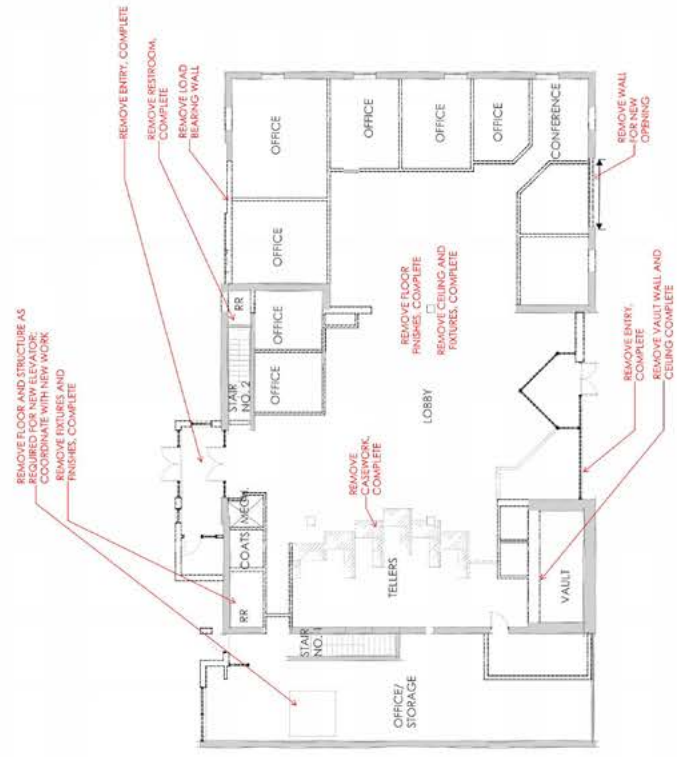 REMOVE FLOOR AND STRUCTURE AS
REQUIRED FOR NEW ELEVATOR;
COORDINATE WITH NEW WORK
REMOVE FIXTURES AND
FINISHES, COMPLETE
REMOVE ENTRY, COMPLETE
REMOVE RESTROOM,
COMPLETE
REMOVE LOAD
BEARING WALL
RR
COATS
MECH.
STAIR
NO. 2
RR
OFFICE
OFFICE
OFFICE
OFFICE
OFFICE
OFFICE
OFFICE
OFFICE
CONFERENCE
STAIR
NO. 1
OFFICE/
STORAGE
TELLERS
REMOVE
CASEWORK,
COMPLETE
LOBBY
REMOVE FLOOR
FINISHES, COMPLETE
REMOVE CEILING AND
FIXTURES, COMPLETE
VAULT
REMOVE ENTRY,
COMPLETE
REMOVE VAULT WALL AND
CEILING COMPLETE
REMOVE WALL
FOR NEW
OPENING